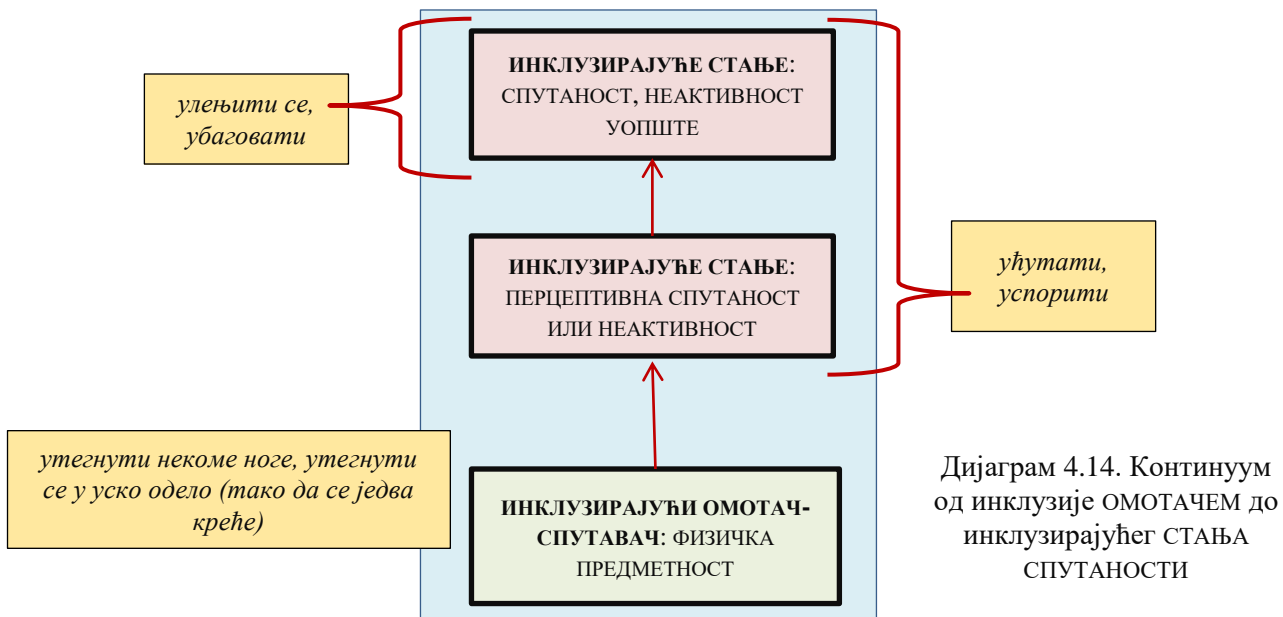 ИНКЛУЗИРАЈУЋЕ СТАЊЕ:
СПУТАНОСТ, НЕАКТИВНОСТ
УОПШТЕ
улењити се,
убаговати
ИНКЛУЗИРАЈУЋЕ СТАЊЕ:
ПЕРЦЕПТИВНА СПУТАНОСТ
ИЛИ НЕАКТИВНОСТ
ућутати,
успорити
утегнути некоме ноге, утегнути
се у уско одело (тако да се једва
креће)
ИНКЛУЗИРАЈУЋИ ОМОТАЧ-
СПУТАВАЧ: ФИЗИЧКА
ПРЕДМЕТНОСТ
Дијаграм 4.14. Континуум
од инклузије ОМОТАЧЕМ до
инклузирајућег СТАЊА
СПУТАНОСТИ